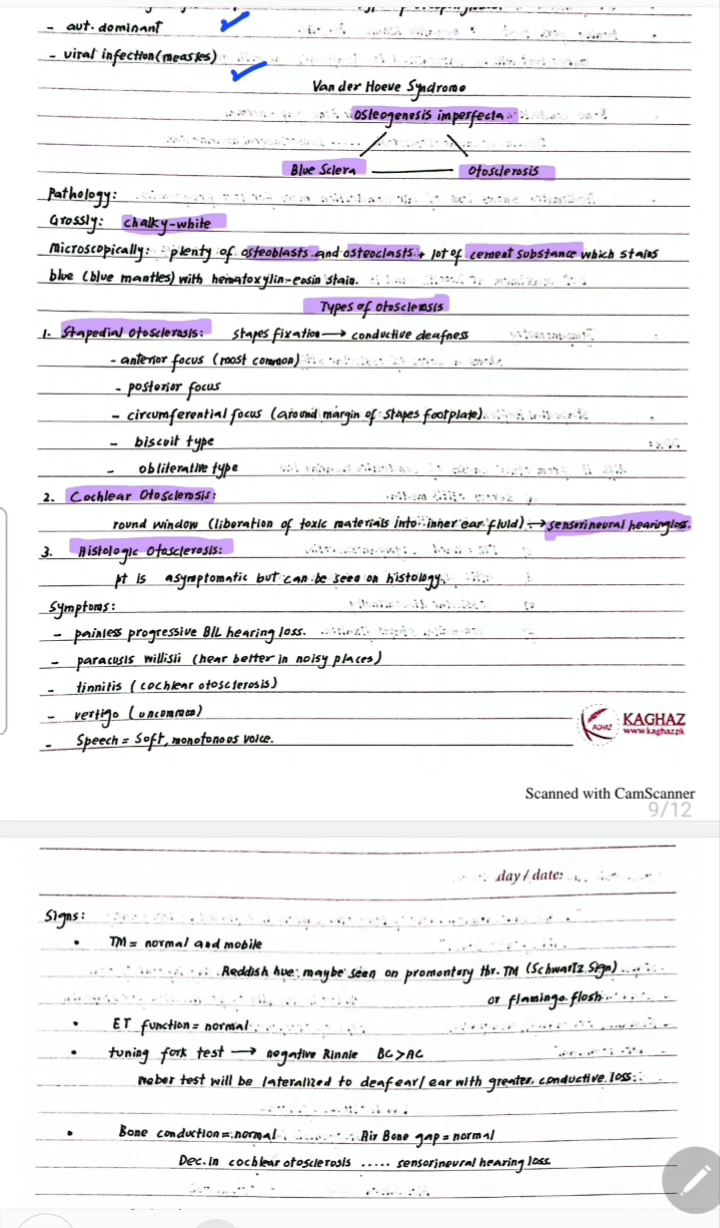 - aut. dominant
- viral infection (measles)
Van der Hoeve Syndrome
Osteogenesis imperfecta
Blue Sclera
Otosclerosis
Pathology:
Grossly: chalky-white
Microscopically: plenty of osteoblasts and osteoclasts + lot of cement substance which stains
blue (blue mantles) with hematoxylin-eosin stain.
Types of otosclerosis
1. Stapedial Otosclerosis: stapes fixation → conductive deafness
- anterior focus (most common)
- posterior focus
- circumferential focus (around margin of stapes footplate)
- biscuit type
- obliterative type
2. Cochlear Otosclerosis:
round window (liberation of toxic materials into inner ear fluid) → sensorineural hearing loss.
3. Histologic Otosclerosis:
pt is asymptomatic but can be seen on histology.
Symptoms:
- painless progressive B/L hearing loss.
- paracusis willisii (hear better in noisy places)
- tinnitis (cochlear otosclerosis)
- vertigo (uncommon)
- Speech = Soft, monotonous voice.
KAGHAZ
www.kaghaz.pk
Scanned with CamScanner
9/12
day / date:
Signs:
• TM = normal and mobile
Reddish hue maybe seen on promontory thr. TM (Schwartz Sign)
or flamingo flosh
• ET function = normal
• tuning fork test → negative Rinnie BC > AC
Weber test will be lateralized to deaf ear / ear with greater conductive loss
• Bone conduction = normal Air Bone gap = normal
Dec. in cochlear otosclerosis ..... sensorineural hearing loss